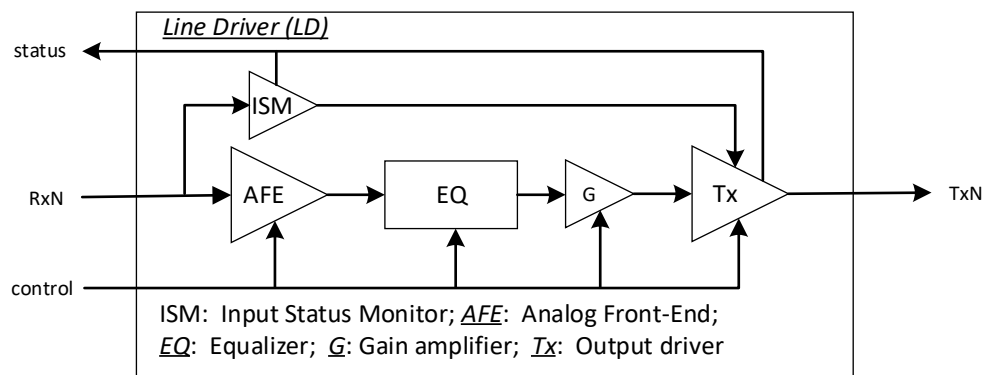 Line Driver (LD)
status
ISM
RxN
AFE
EQ
G
Tx
TxN
control
ISM: Input Status Monitor; AFE: Analog Front-End;
EQ: Equalizer; G: Gain amplifier; Tx: Output driver